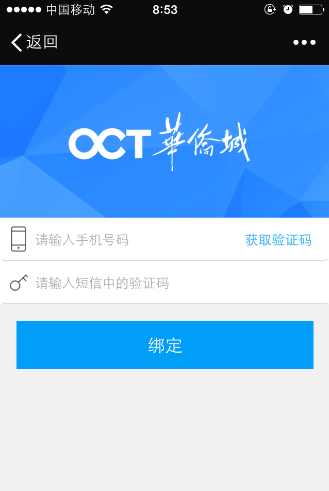 中国移动 8:53
返回
OCT 華僑城
请输入手机号码 获取验证码
请输入短信中的验证码
绑定